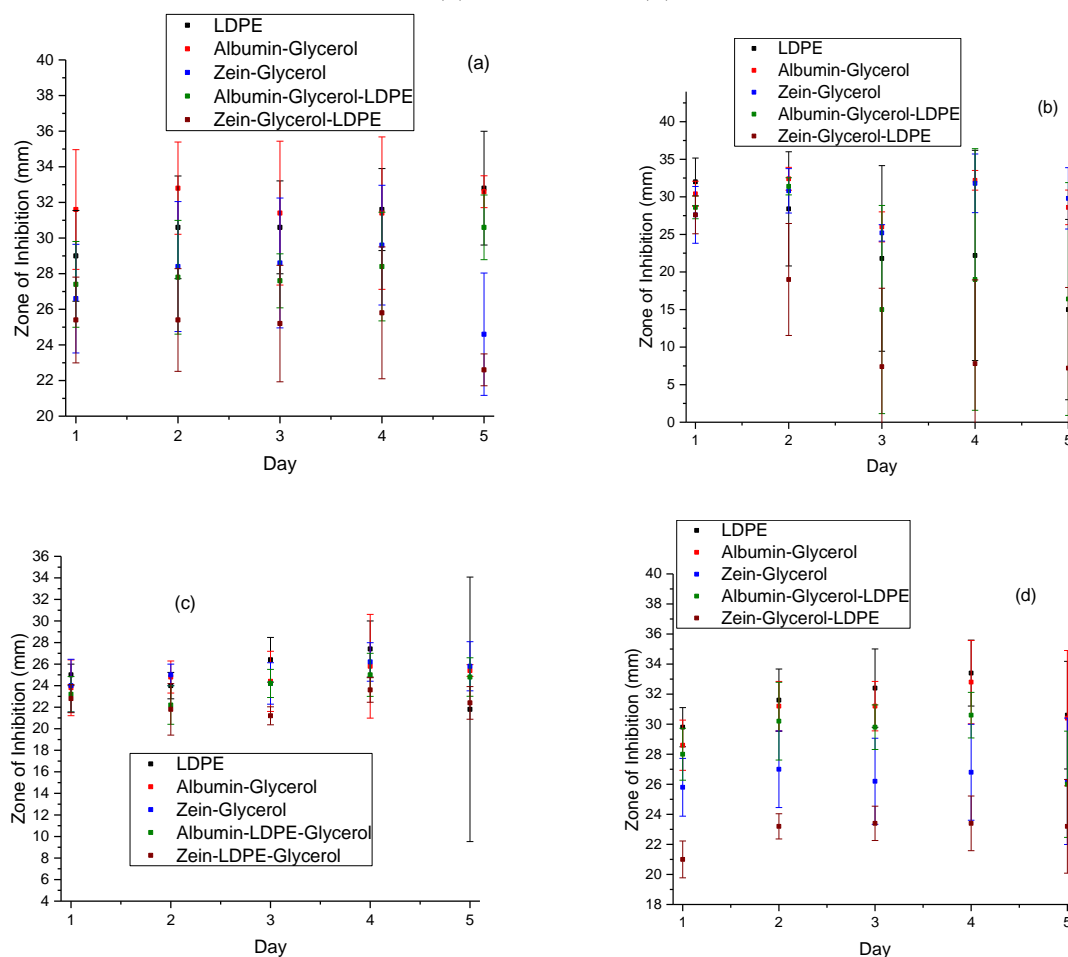 LDPE
Albumin-Glycerol
Zein-Glycerol
Albumin-Glycerol-LDPE
Zein-Glycerol-LDPE
(a)
36
34
32
30
28
26
24
22
20
Zone of Inhibition (mm)
1 2 3 4 5
Day
LDPE
Albumin-Glycerol
Zein-Glycerol
Albumin-Glycerol-LDPE
Zein-Glycerol-LDPE
(b)
40
35
30
25
20
15
10
5
0
Zone of Inhibition (mm)
1 2 3 4 5
Day
36
34
32
30
28
26
24
22
20
18
16
14
12
10
8
6
4
Zone of Inhibition (mm)
(c)
LDPE
Albumin-Glycerol
Zein-Glycerol
Albumin-LDPE-Glycerol
Zein-LDPE-Glycerol
1 2 3 4 5
Day
LDPE
Albumin-Glycerol
Zein-Glycerol
Albumin-Glycerol-LDPE
Zein-Glycerol-LDPE
(d)
40
38
36
34
32
30
28
26
24
22
20
18
Zone of Inhibition (mm)
1 2 3 4 5
Day